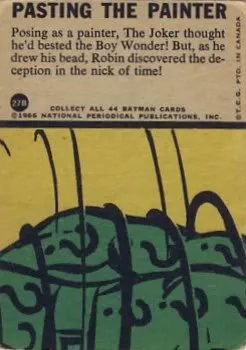 PASTING THE PAINTER
Posing as a painter, The Joker thought
he'd bested the Boy Wonder! But, as he
drew his bead, Robin discovered the de-
ception in the nick of time!
©T.C.G. PTD. IN CANADA
27B
COLLECT ALL 44 BATMAN CARDS
©1966 NATIONAL PERIODICAL PUBLICATIONS, INC.